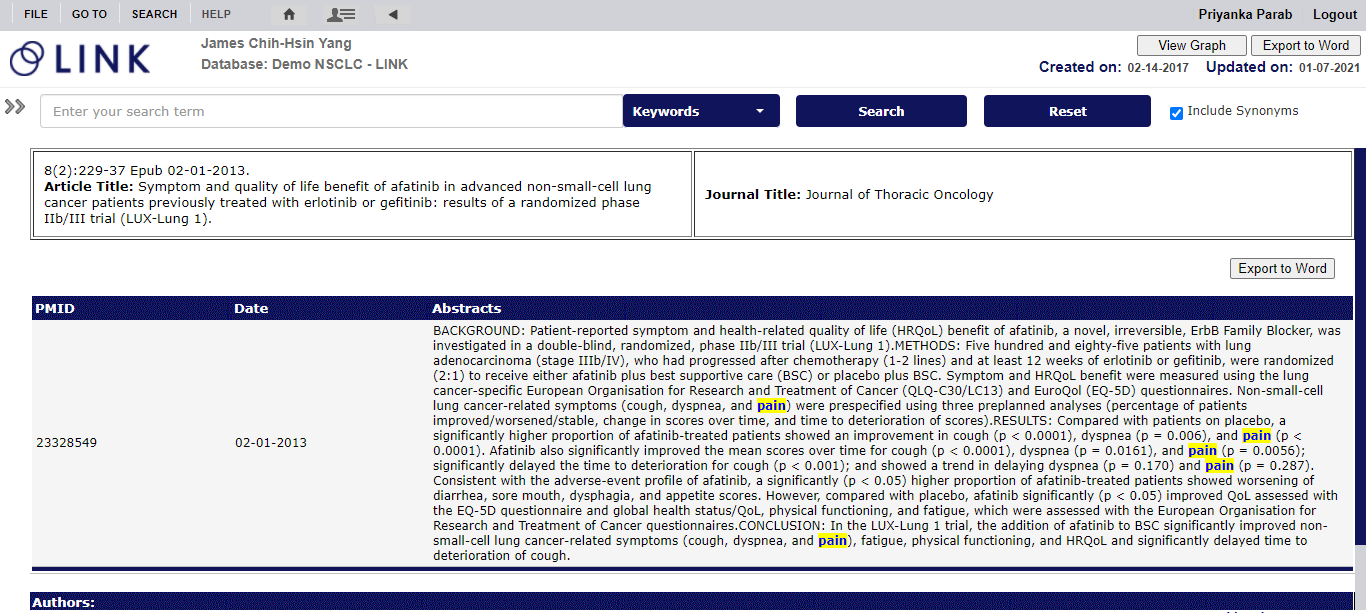 FILE GO TO SEARCH HELP Priyanka Parab Logout
LINK
James Chih-Hsin Yang
Database: Demo NSCLC - LINK
View Graph Export to Word
Created on: 02-14-2017 Updated on: 01-07-2021
Enter your search term Keywords Search Reset Include Synonyms
8(2):229-37 Epub 02-01-2013.
Article Title: Symptom and quality of life benefit of afatinib in advanced non-small-cell lung
cancer patients previously treated with erlotinib or gefitinib: results of a randomized phase
IIb/III trial (LUX-Lung 1).
Journal Title: Journal of Thoracic Oncology
Export to Word
PMID Date Abstracts
23328549 02-01-2013
BACKGROUND: Patient-reported symptom and health-related quality of life (HRQoL) benefit of afatinib, a novel, irreversible, ErbB Family Blocker, was
investigated in a double-blind, randomized, phase IIb/III trial (LUX-Lung 1).METHODS: Five hundred and eighty-five patients with lung
adenocarcinoma (stage IIIb/IV), who had progressed after chemotherapy (1-2 lines) and at least 12 weeks of erlotinib or gefitinib, were randomized
(2:1) to receive either afatinib plus best supportive care (BSC) or placebo plus BSC. Symptom and HRQoL benefit were measured using the lung
cancer-specific European Organisation for Research and Treatment of Cancer (QLQ-C30/LC13) and EuroQol (EQ-5D) questionnaires. Non-small-cell
lung cancer-related symptoms (cough, dyspnea, and pain) were prespecified using three preplanned analyses (percentage of patients
improved/worsened/stable, change in scores over time, and time to deterioration of scores).RESULTS: Compared with patients on placebo, a
significantly higher proportion of afatinib-treated patients showed an improvement in cough (p < 0.0001), dyspnea (p = 0.006), and pain (p <
0.0001). Afatinib also significantly improved the mean scores over time for cough (p < 0.0001), dyspnea (p = 0.0161), and pain (p = 0.0056);
significantly delayed the time to deterioration for cough (p < 0.001); and showed a trend in delaying dyspnea (p = 0.170) and pain (p = 0.287).
Consistent with the adverse-event profile of afatinib, a significantly (p < 0.05) higher proportion of afatinib-treated patients showed worsening of
diarrhea, sore mouth, dysphagia, and appetite scores. However, compared with placebo, afatinib significantly (p < 0.05) improved QoL assessed with
the EQ-5D questionnaire and global health status/QoL, physical functioning, and fatigue, which were assessed with the European Organisation for
Research and Treatment of Cancer questionnaires.CONCLUSION: In the LUX-Lung 1 trial, the addition of afatinib to BSC significantly improved non-
small-cell lung cancer-related symptoms (cough, dyspnea, and pain), fatigue, physical functioning, and HRQoL and significantly delayed time to
deterioration of cough.
Authors: